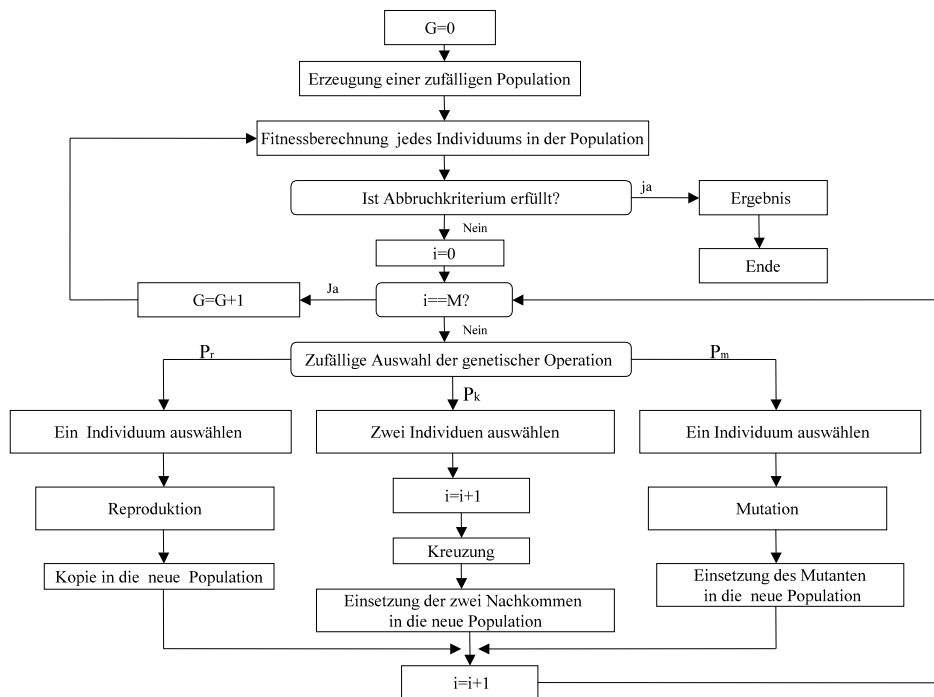 G=0
Erzeugung einer zufälligen Population
Fitnessberechnung jedes Individuums in der Population
Ist Abbruchkriterium erfüllt?
ja
Ergebnis
Nein
i=0
Ende
G=G+1
Ja
i==M?
Nein
Pr
Zufällige Auswahl der genetischer Operation
Pm
Pk
Ein Individuum auswählen
Zwei Individuen auswählen
Ein Individuum auswählen
Reproduktion
i=i+1
Mutation
Kreuzung
Kopie in die neue Population
Einsetzung des Mutanten
in die neue Population
Einsetzung der zwei Nachkommen
in die neue Population
i=i+1